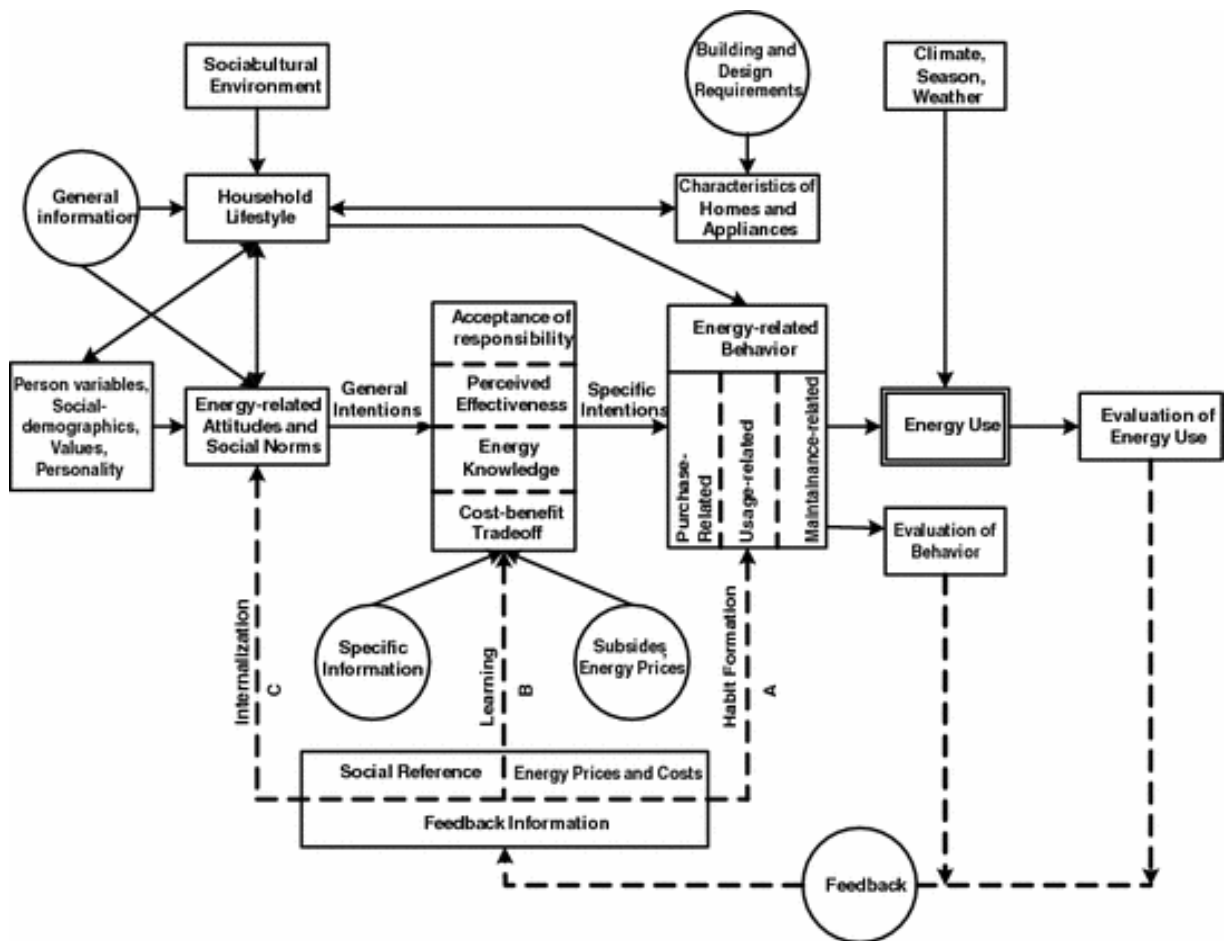 Sociacultural
Environment
Building and
Design
Requirements
Climate,
Season,
Weather
General
information
Household
Lifestyle
Characteristics of
Homes and
Appliances
Acceptance of
responsibility
Perceived
Effectiveness
Energy
Knowledge
Cost-benefit
Tradeoff
Energy-related
Behavior
Purchase-
Related
Usage-related
Maintainance-related
Person variables,
Social-
demographics,
Values,
Personality
Energy-related
Attitudes and
Social Norms
General
Intentions
Specific
Intentions
Energy Use
Evaluation of
Energy Use
Evaluation of
Behavior
Internalization
C
Specific
Information
Learning
B
Subsides,
Energy Prices
Habit Formation
A
Social Reference
Energy Prices and Costs
Feedback Information
Feedback